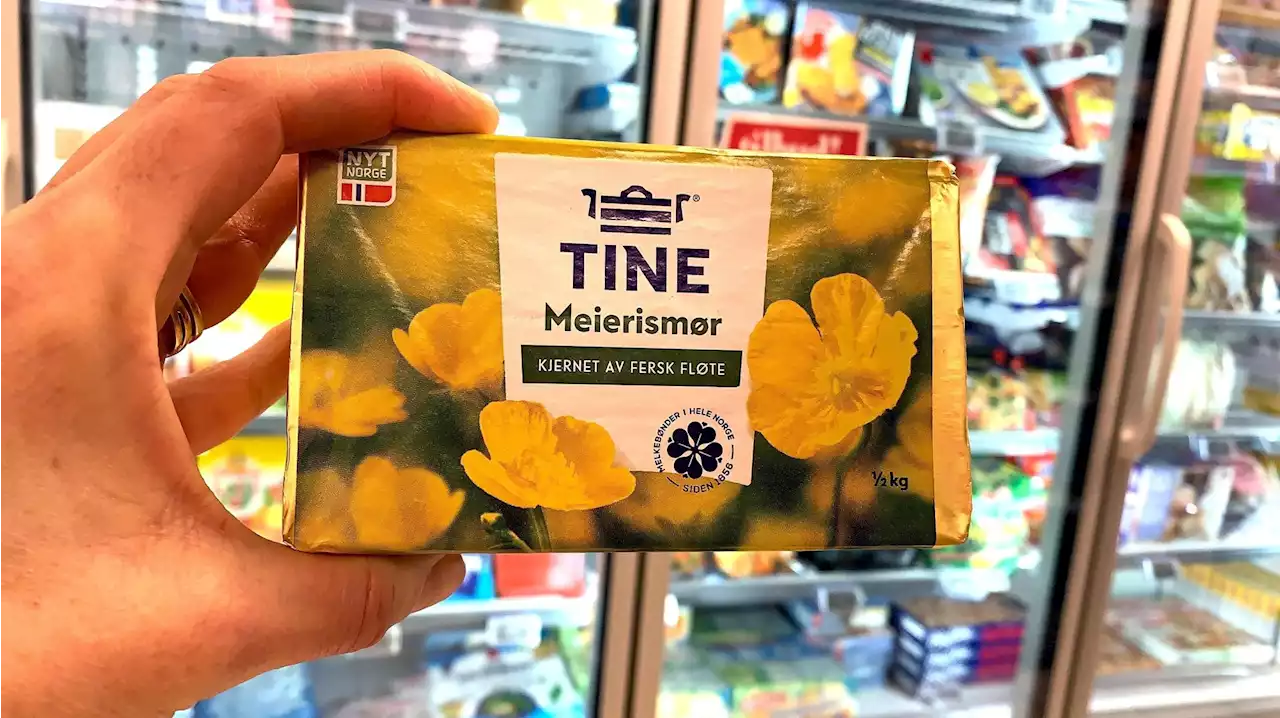 NYT
NORGE
TINE®
Meierismør
KJERNET AV FERSK FLØTE
MELKEBØNDER I HELE NORGE
SIDEN 1856
½ kg